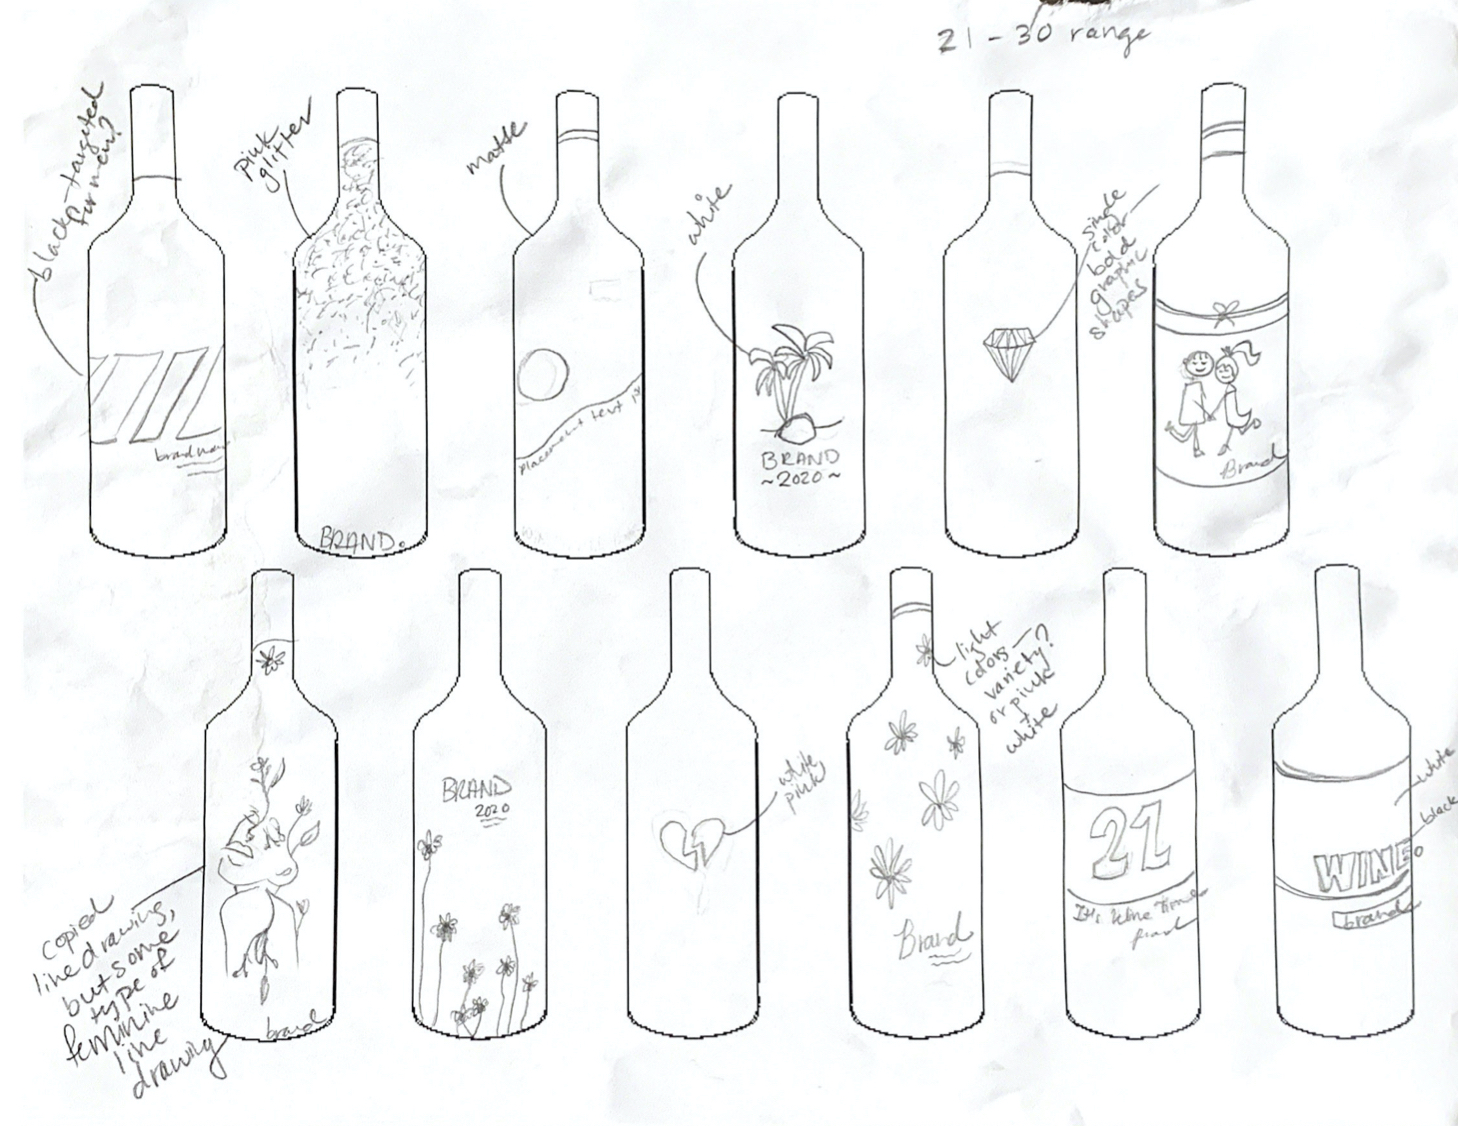 21 - 30 range
black - targeted
for men?
pink
glitter
matte
white
single
color
bold
graphic
shapes
brand
placement text
BRAND
~2020~
Brand
BRAND.
light
colors -
variety?
or pink
+
white
BRAND
2020
white
pink
white
black
21
WINE
It's Wine Time
brand
copied
line drawing,
but some
type of
feminine
line
drawing
Brand
brand